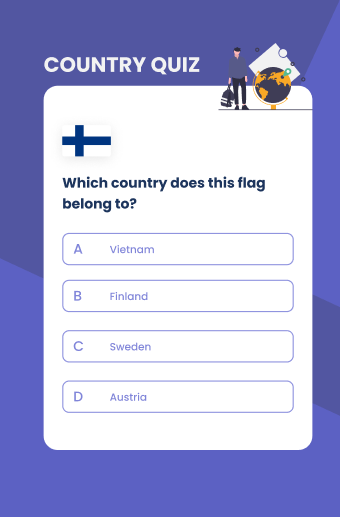 COUNTRY QUIZ
Which country does this flag
belong to?
A Vietnam
B Finland
C Sweden
D Austria